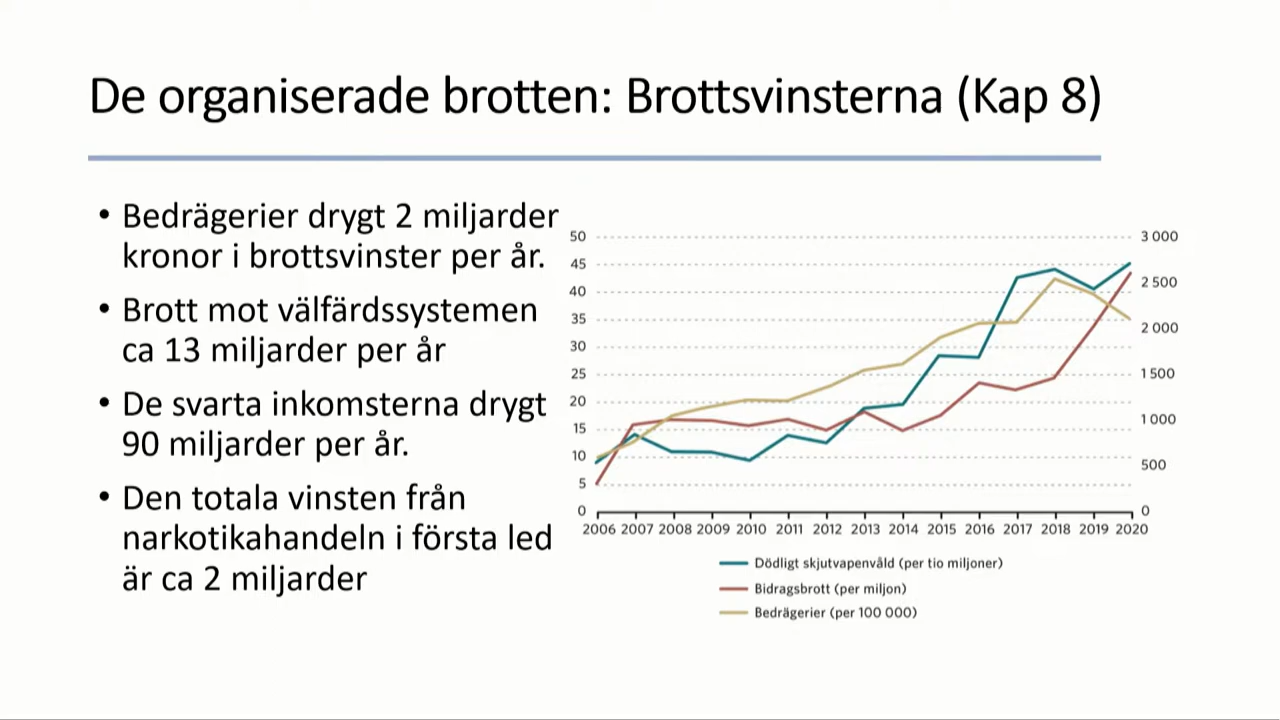 De organiserade brotten: Brottsvinsterna (Kap 8)
• Bedrägerier drygt 2 miljarder
kronor i brottsvinster per år.
• Brott mot välfärdssystemen
ca 13 miljarder per år
• De svarta inkomsterna drygt
90 miljarder per år.
• Den totala vinsten från
narkotikahandeln i första led
är ca 2 miljarder
50
45
40
35
30
25
20
15
10
5
0
3 000
2 500
2 000
1 500
1 000
500
0
2006 2007 2008 2009 2010 2011 2012 2013 2014 2015 2016 2017 2018 2019 2020
Dödligt skjutvapenvåld (per tio miljoner)
Bidragsbrott (per miljon)
Bedrägerier (per 100 000)